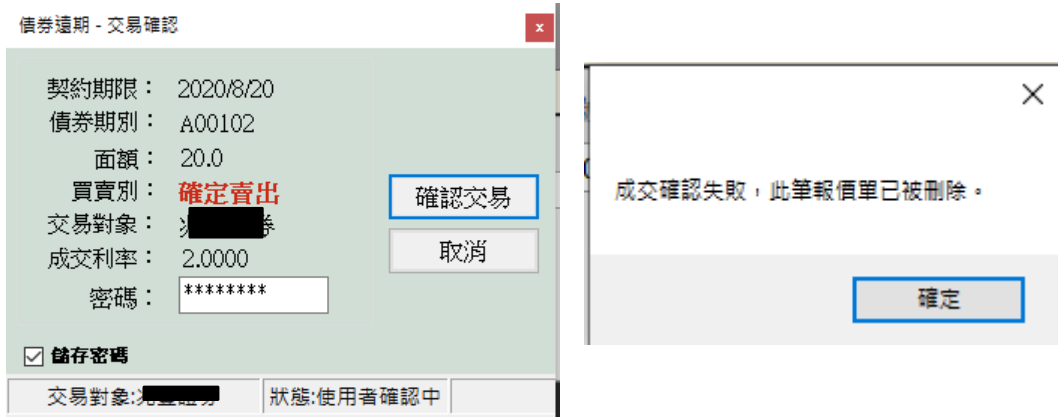 債券遠期 - 交易確認
x
契約期限： 2020/8/20
債券期別： A00102
面額： 20.0
買賣別： 確定賣出
交易對象： 券
成交利率： 2.0000
密碼： ********
確認交易
取消
儲存密碼
交易對象:
狀態:使用者確認中
成交確認失敗，此筆報價單已被刪除。
確定